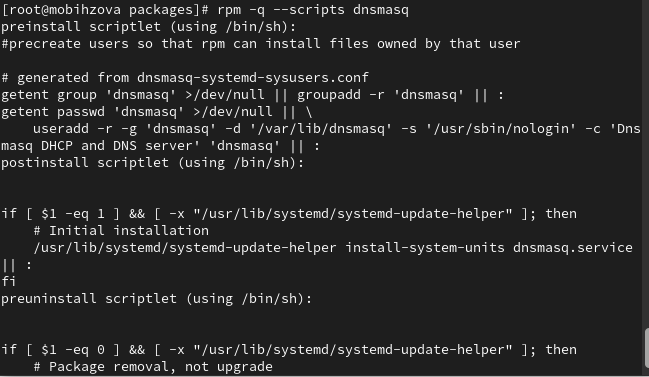 [root@mobihzova packages]# rpm -q --scripts dnsmasq
preinstall scriptlet (using /bin/sh):
#precreate users so that rpm can install files owned by that user

# generated from dnsmasq-systemd-sysusers.conf
getent group 'dnsmasq' >/dev/null || groupadd -r 'dnsmasq' || :
getent passwd 'dnsmasq' >/dev/null || \
    useradd -r -g 'dnsmasq' -d '/var/lib/dnsmasq' -s '/usr/sbin/nologin' -c 'Dns
masq DHCP and DNS server' 'dnsmasq' || :
postinstall scriptlet (using /bin/sh):


if [ $1 -eq 1 ] && [ -x "/usr/lib/systemd/systemd-update-helper" ]; then
    # Initial installation
    /usr/lib/systemd/systemd-update-helper install-system-units dnsmasq.service
|| :
fi
preuninstall scriptlet (using /bin/sh):


if [ $1 -eq 0 ] && [ -x "/usr/lib/systemd/systemd-update-helper" ]; then
    # Package removal, not upgrade